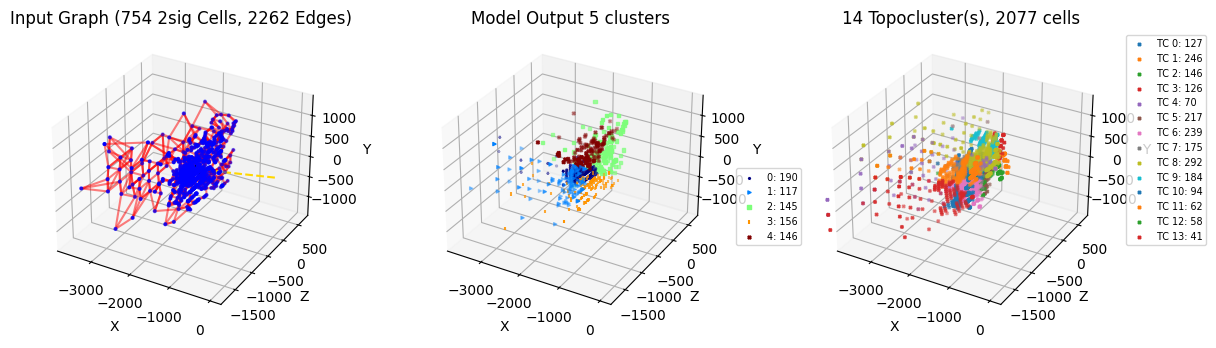 Input Graph (754 2sig Cells, 2262 Edges)
1000
500
0
−500
−1000
Y
500
0
−500
−1000
−1500
Z
−3000
−2000
−1000
0
X
Model Output 5 clusters
1000
500
0
−500
−1000
Y
500
0
−500
−1000
−1500
Z
−3000
−2000
−1000
0
X
0: 190
1: 117
2: 145
3: 156
4: 146
14 Topocluster(s), 2077 cells
1000
500
0
−500
−1000
Y
500
0
−500
−1000
−1500
Z
−3000
−2000
−1000
0
X
TC 0: 127
TC 1: 246
TC 2: 146
TC 3: 126
TC 4: 70
TC 5: 217
TC 6: 239
TC 7: 175
TC 8: 292
TC 9: 184
TC 10: 94
TC 11: 62
TC 12: 58
TC 13: 41